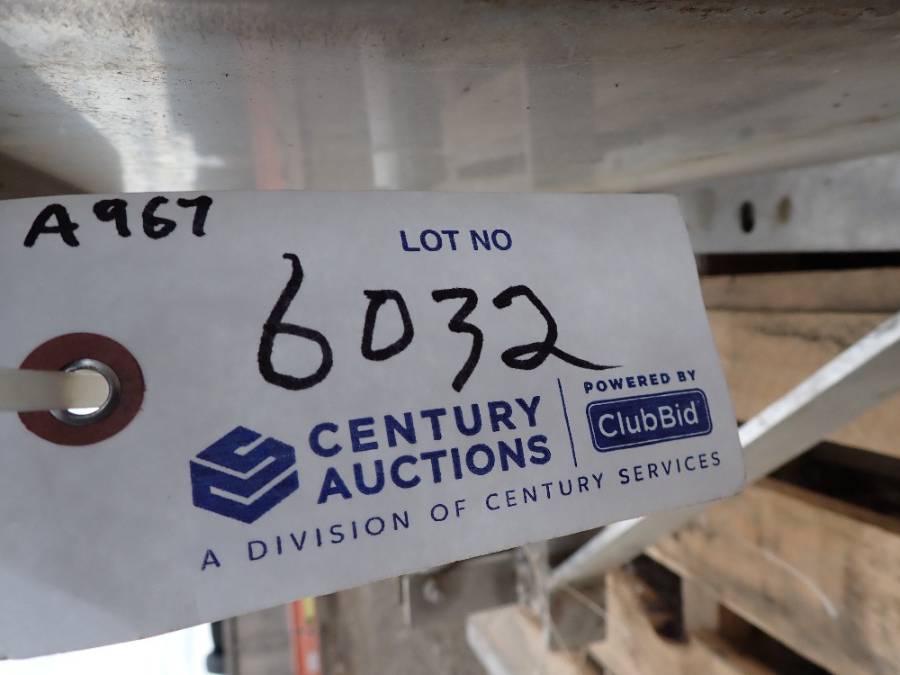 A967
LOT NO
6032
CENTURY
AUCTIONS
POWERED BY
ClubBid
A DIVISION OF CENTURY SERVICES